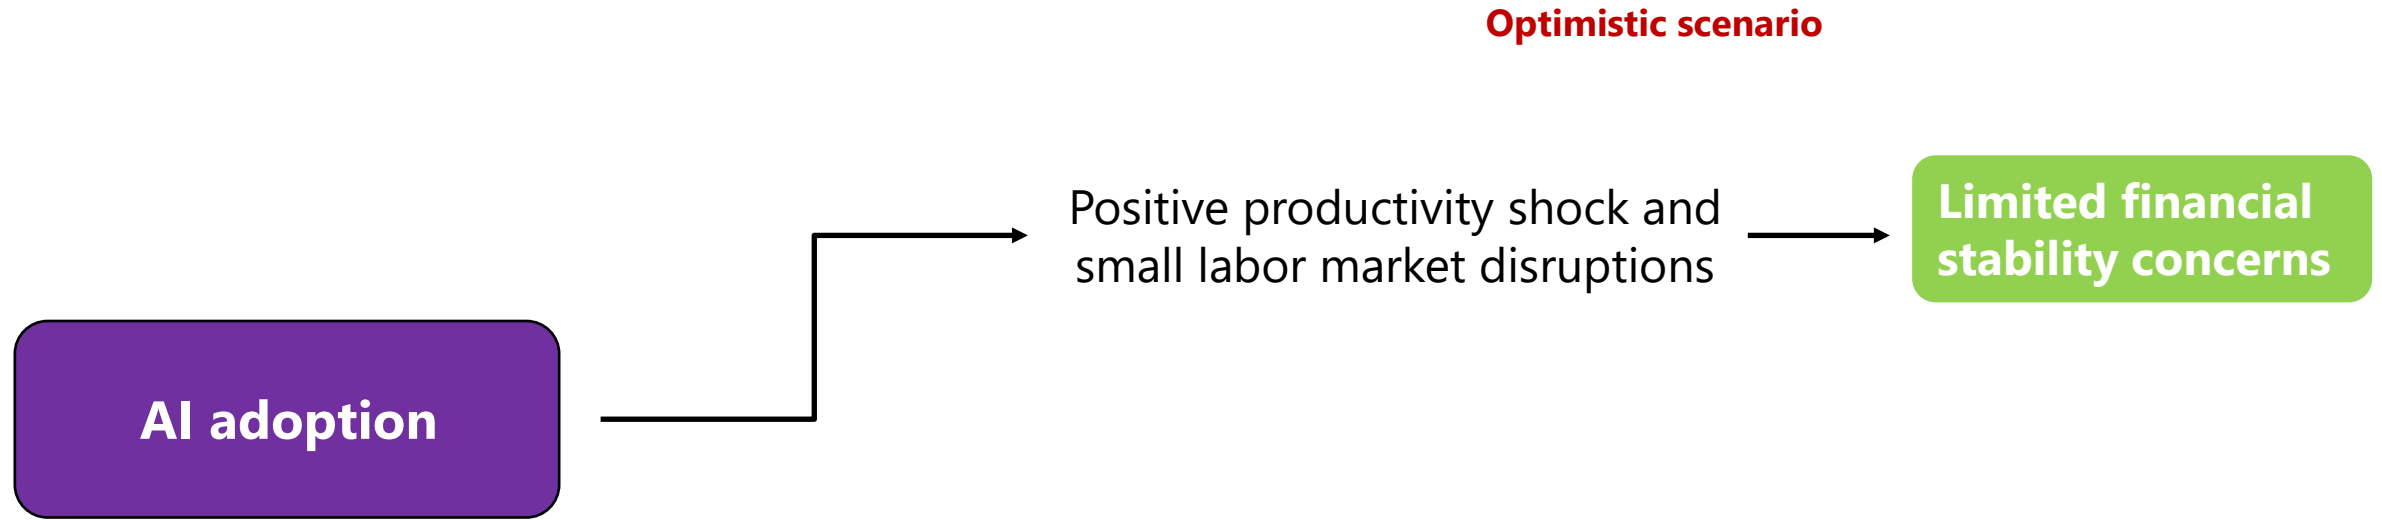 Optimistic scenario
Positive productivity shock and
small labor market disruptions
Limited financial
stability concerns
AI adoption